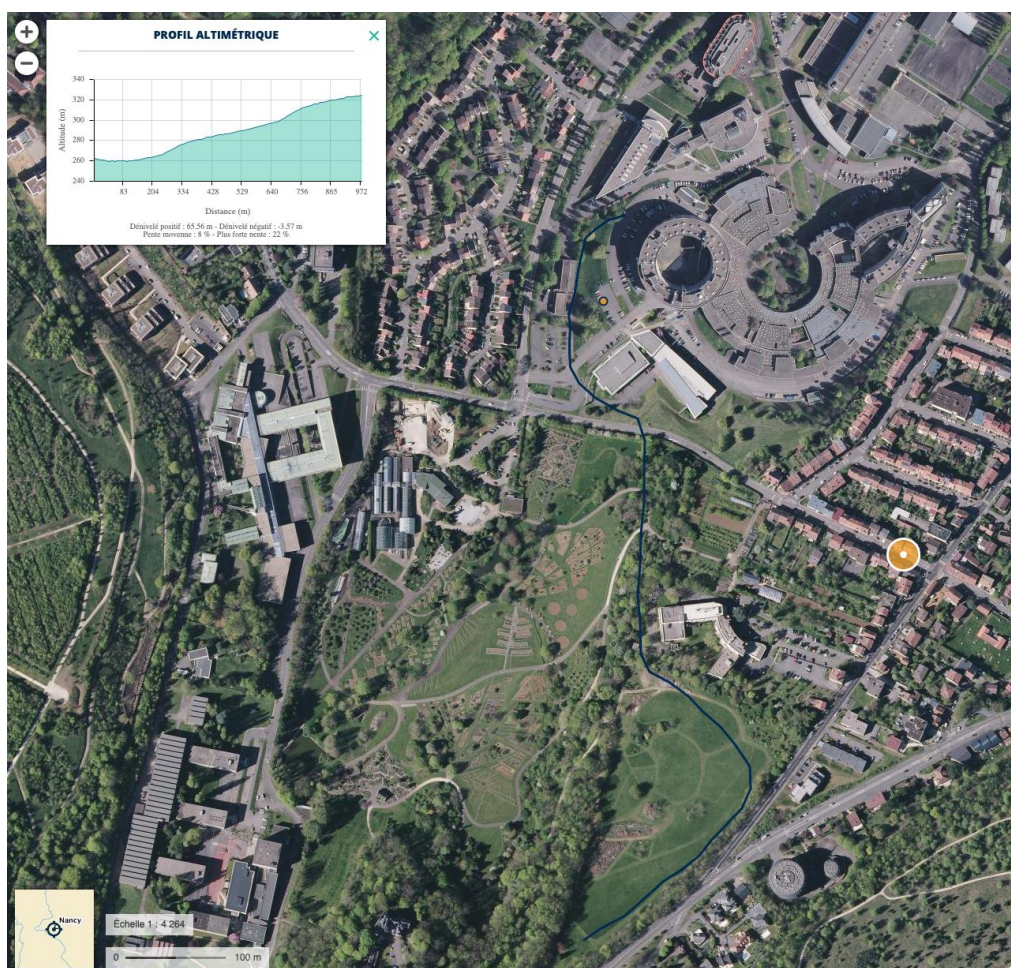 PROFIL ALTIMÉTRIQUE
340
320
300
280
260
240
Altitude (m)
83 204 334 428 529 640 756 865 972
Distance (m)
Dénivelé positif : 65.56 m - Dénivelé négatif : -3.57 m
Pente moyenne : 8 % - Plus forte pente : 22 %
Nancy
Échelle 1 : 4 264
0 100 m